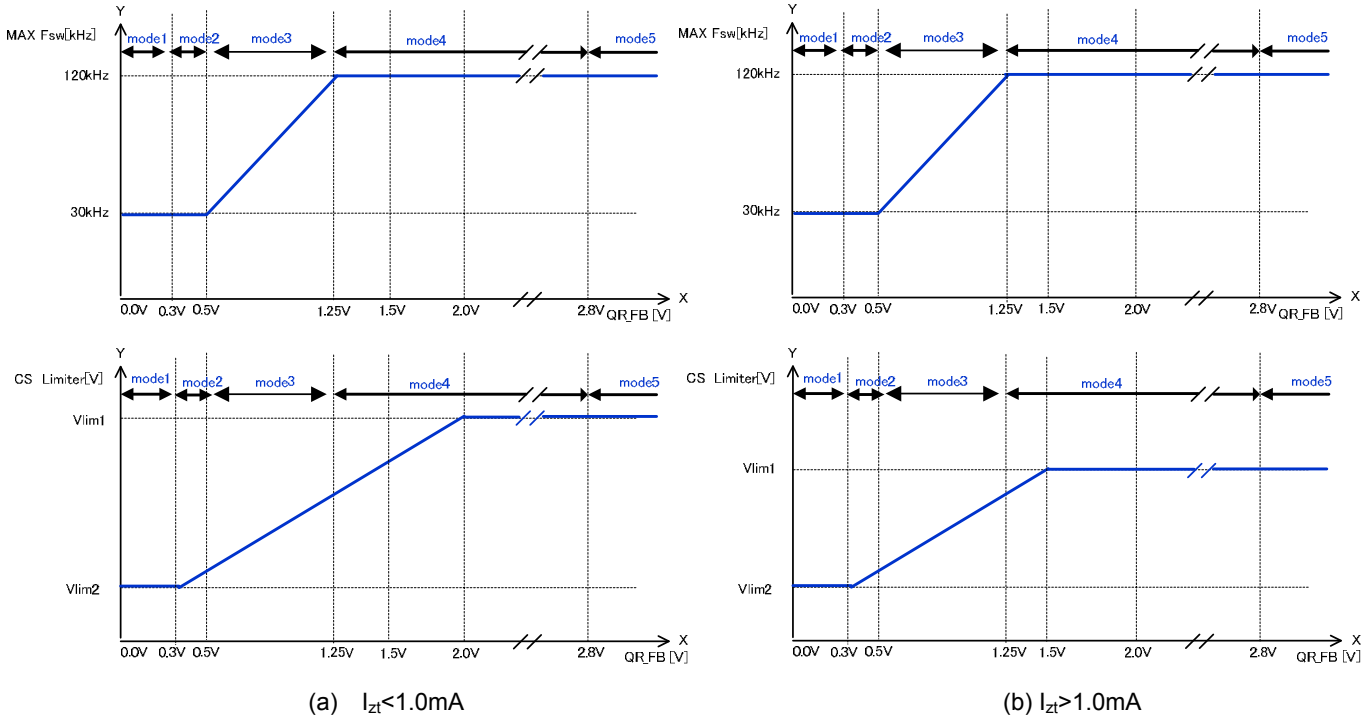 Y
MAX Fsw[kHz]
mode1 mode2 mode3 mode4 mode5
120kHz
30kHz
X
0.0V 0.3V 0.5V 1.25V 1.5V 2.0V 2.8V QR_FB [V]
Y
MAX Fsw[kHz]
mode1 mode2 mode3 mode4 mode5
120kHz
30kHz
X
0.0V 0.3V 0.5V 1.25V 1.5V 2.0V 2.8V QR_FB [V]
Y
CS Limiter[V]
mode1 mode2 mode3 mode4 mode5
Vlim1
Vlim2
X
0.0V 0.3V 0.5V 1.25V 1.5V 2.0V 2.8V QR_FB [V]
(a) Izt<1.0mA
Y
CS Limiter[V]
mode1 mode2 mode3 mode4 mode5
Vlim1
Vlim2
X
0.0V 0.3V 0.5V 1.25V 1.5V 2.0V 2.8V QR_FB [V]
(b) Izt>1.0mA